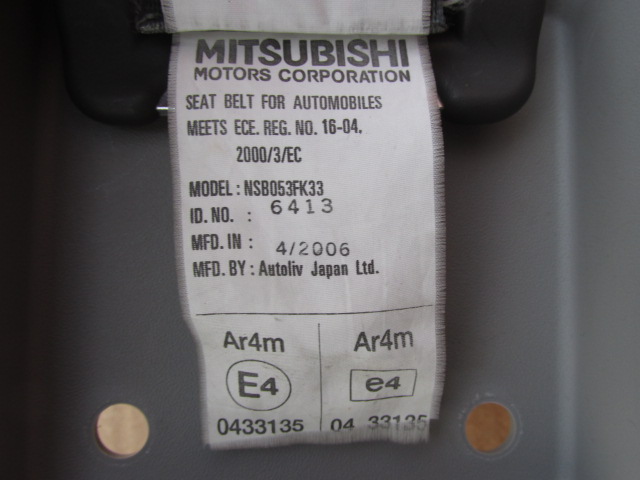 MITSUBISHI
MOTORS CORPORATION
SEAT BELT FOR AUTOMOBILES
MEETS ECE. REG. NO. 16-04,
2000/3/EC
MODEL : NSB053FK33
ID. NO. : 6413
MFD. IN : 4/2006
MFD. BY : Autoliv Japan Ltd.
Ar4m Ar4m
E4 e4
0433135 04 33135